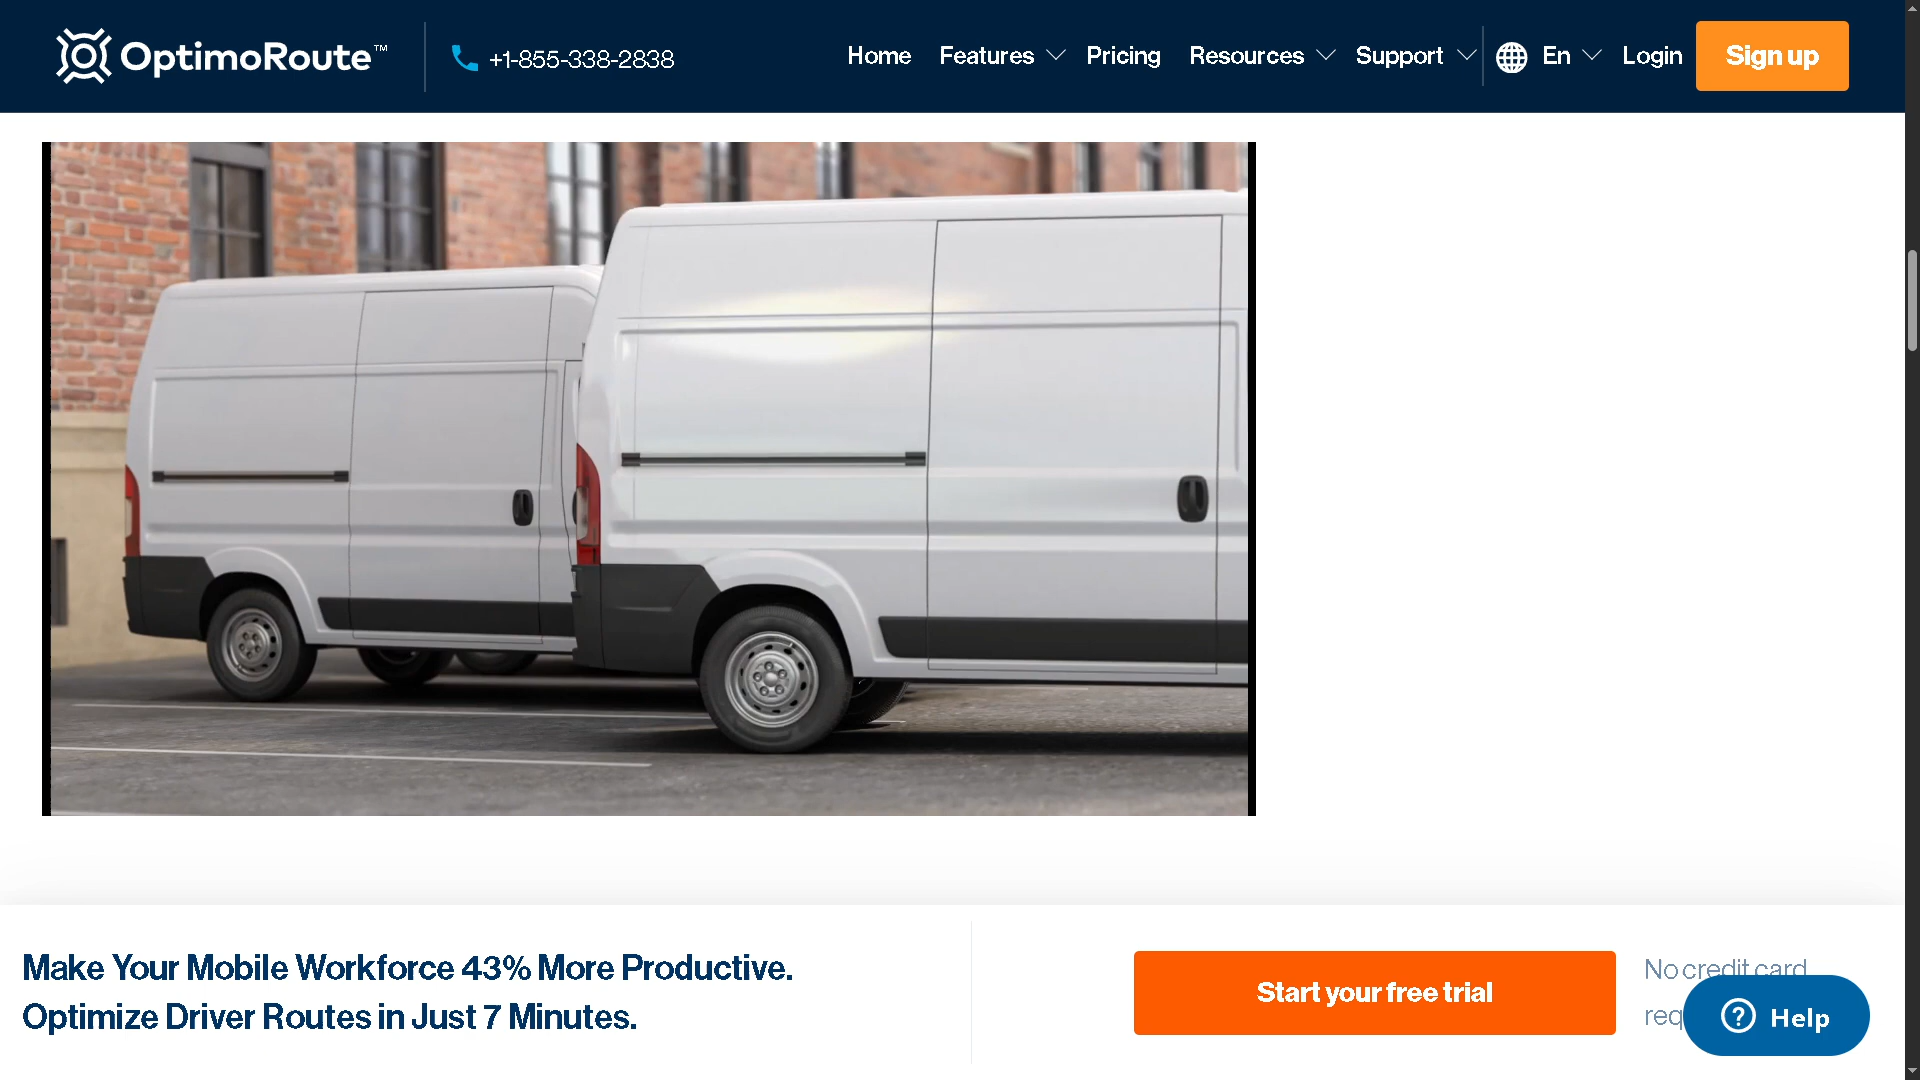 OptimoRoute™
+1-855-338-2838
Home Features Pricing Resources Support En Login Sign up
Make Your Mobile Workforce 43% More Productive.
Optimize Driver Routes in Just 7 Minutes.
Start your free trial
No credit card
Help